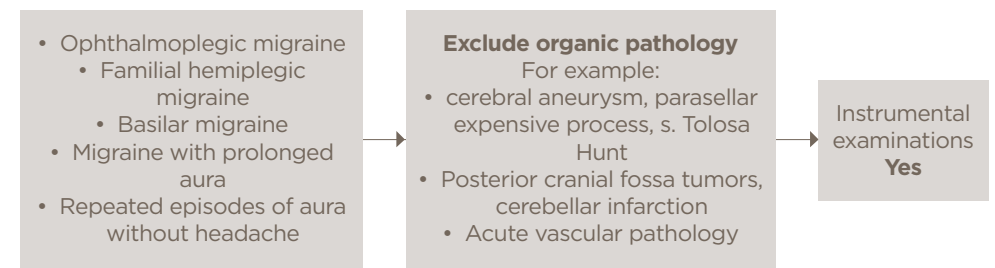 • Ophthalmoplegic migraine
• Familial hemiplegic
migraine
• Basilar migraine
• Migraine with prolonged
aura
• Repeated episodes of aura
without headache
Exclude organic pathology
For example:
• cerebral aneurysm, parasellar
expensive process, s. Tolosa
Hunt
• Posterior cranial fossa tumors,
cerebellar infarction
• Acute vascular pathology
Instrumental
examinations
Yes